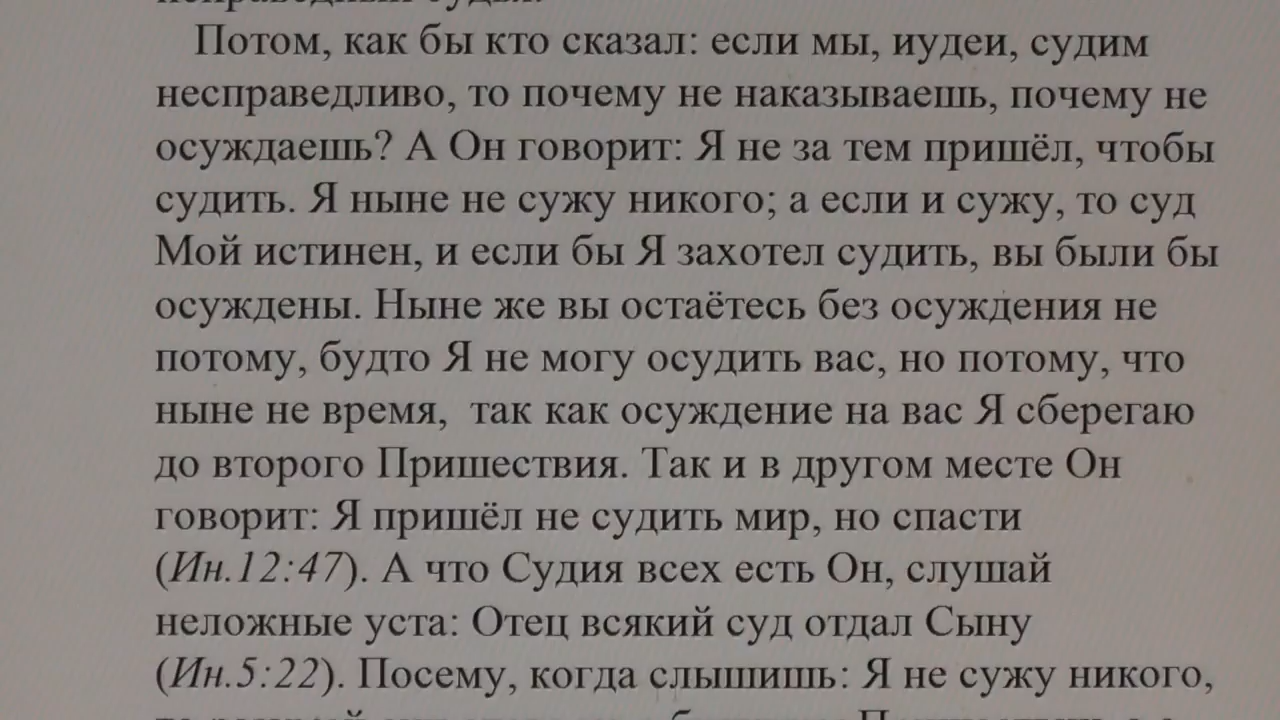 Потом, как бы кто сказал: если мы, иудеи, судим
несправедливо, то почему не наказываешь, почему не
осуждаешь? А Он говорит: Я не за тем пришёл, чтобы
судить. Я ныне не сужу никого; а если и сужу, то суд
Мой истинен, и если бы Я захотел судить, вы были бы
осуждены. Ныне же вы остаётесь без осуждения не
потому, будто Я не могу осудить вас, но потому, что
ныне не время, так как осуждение на вас Я сберегаю
до второго Пришествия. Так и в другом месте Он
говорит: Я пришёл не судить мир, но спасти
(Ин.12:47). А что Судия всех есть Он, слушай
неложные уста: Отец всякий суд отдал Сыну
(Ин.5:22). Посему, когда слышишь: Я не сужу никого,